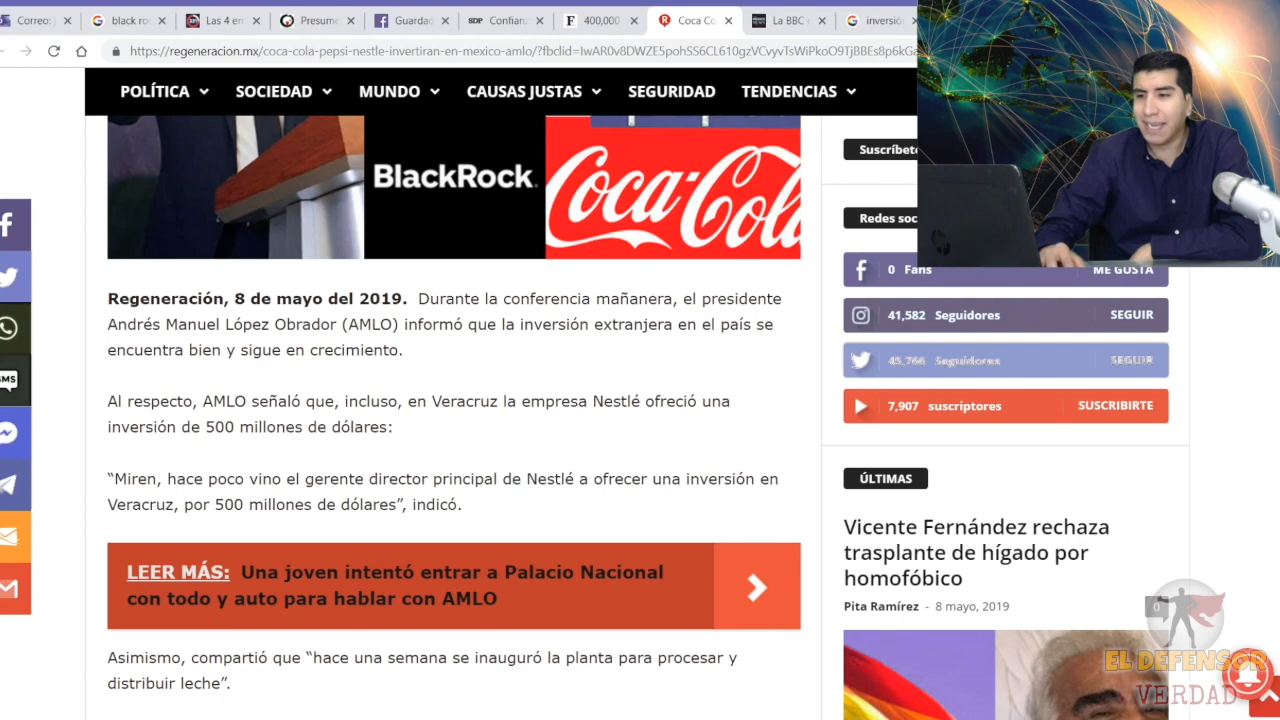 Correo:
black ro
Las 4 em
Presume
Guardad
SDP Confian
F 400,000
Coca Co
La BBC
inversió
https://regeneracion.mx/coca-cola-pepsi-nestle-invertiran-en-mexico-amlo/?fbclid=IwAR0v8DWZE5pohSS6CL610gzVCvyvTsWiPkoO9TjBBEs8p6kGa
POLÍTICA
SOCIEDAD
MUNDO
CAUSAS JUSTAS
SEGURIDAD
TENDENCIAS
BlackRock
Coca-Cola
Suscríbete
Redes soc
0 Fans
ME GUSTA
41,582 Seguidores
SEGUIR
45,766 Seguidores
SEGUIR
7,907 suscriptores
SUSCRIBIRTE
SMS
Regeneración, 8 de mayo del 2019. Durante la conferencia mañanera, el presidente
Andrés Manuel López Obrador (AMLO) informó que la inversión extranjera en el país se
encuentra bien y sigue en crecimiento.
Al respecto, AMLO señaló que, incluso, en Veracruz la empresa Nestlé ofreció una
inversión de 500 millones de dólares:
“Miren, hace poco vino el gerente director principal de Nestlé a ofrecer una inversión en
Veracruz, por 500 millones de dólares”, indicó.
LEER MÁS: Una joven intentó entrar a Palacio Nacional
con todo y auto para hablar con AMLO
Asimismo, compartió que “hace una semana se inauguró la planta para procesar y
distribuir leche”.
ÚLTIMAS
Vicente Fernández rechaza
trasplante de hígado por
homofóbico
Pita Ramírez - 8 mayo, 2019
0
EL DEFENSOR
VERDAD